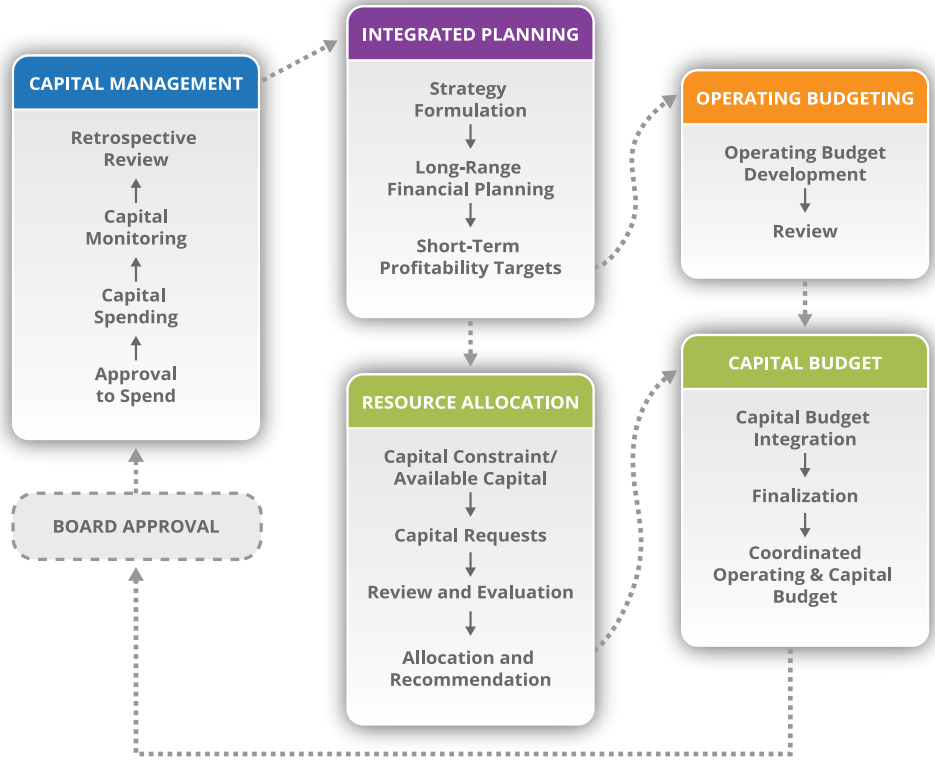 CAPITAL MANAGEMENT
Retrospective
Review
Capital
Monitoring
Capital
Spending
Approval
to Spend
BOARD APPROVAL
INTEGRATED PLANNING
Strategy
Formulation
Long-Range
Financial Planning
Short-Term
Profitability Targets
RESOURCE ALLOCATION
Capital Constraint/
Available Capital
Capital Requests
Review and Evaluation
Allocation and
Recommendation
OPERATING BUDGETING
Operating Budget
Development
Review
CAPITAL BUDGET
Capital Budget
Integration
Finalization
Coordinated
Operating & Capital
Budget